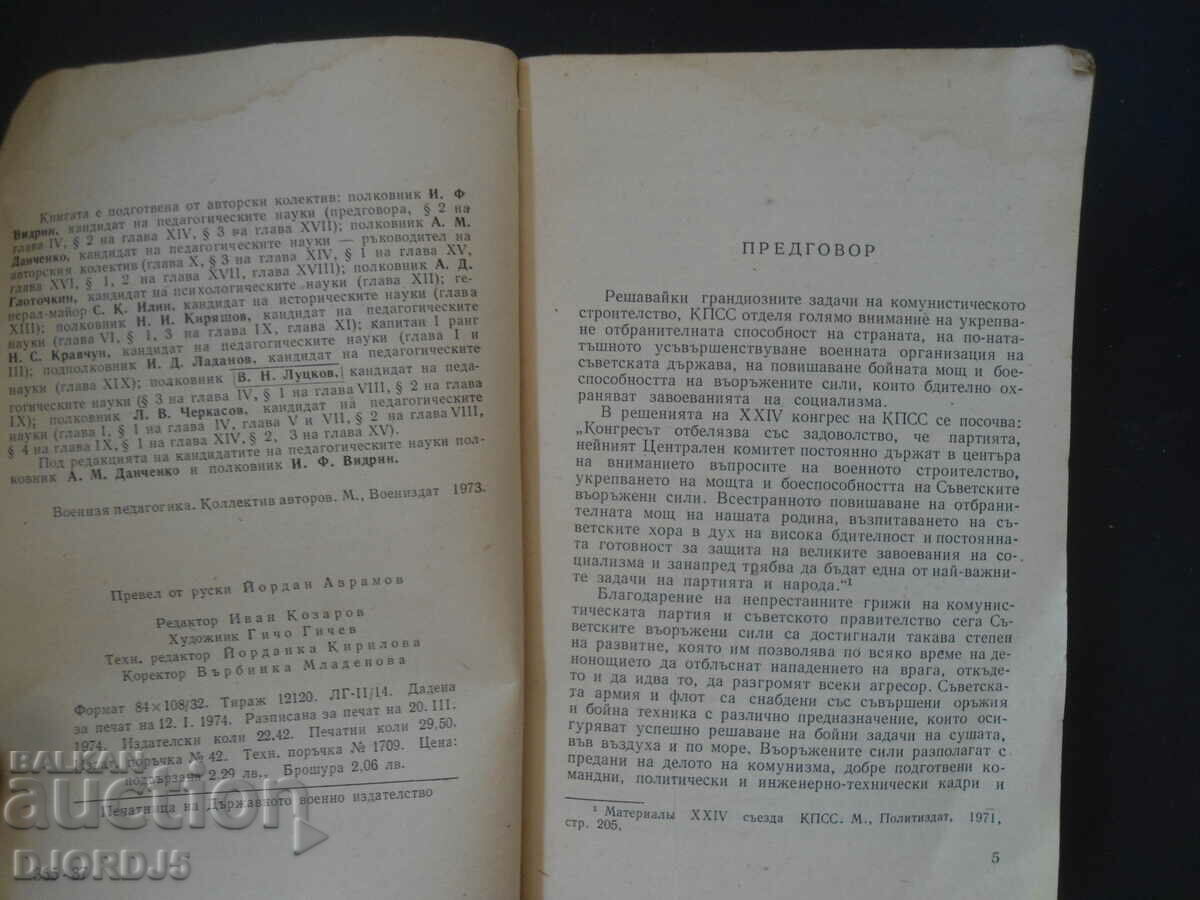 Книгата е подготвена от авторски колектив: полковник И. Ф
Видрин, кандидат на педагогическите науки (предговора, § 2 на
глава IV, § 2 на глава XIV, § 3 на глава XVII); полковник А. М.
Данченко, кандидат на педагогическите науки — ръководител на
авторския колектив (глава X, § 3 на глава XIV, § 1 на глава XV,
глава XVI, § 1, 2 на глава XVII, глава XVIII); полковник А. Д.
Глоточкин, кандидат на психологическите науки (глава XII); ге-
нерал-майор С. К. Илин, кандидат на историческите науки (глава
XIII); полковник Н. И. Киряшов, кандидат на педагогическите
науки (глава VI, § 1, 3 на глава IX, глава XI); капитан I ранг
Н. С. Кравчун, кандидат на педагогическите науки (глава I и
III); подполковник И. Д. Ладанов, кандидат на педагогическите
науки (глава XIX); полковник В. Н. Луцков, кандидат на педа-
гогическите науки (§ 3 на глава IV, § 1 на глава VIII, § 2 на глава
IX); полковник Л. В. Черкасов, кандидат на педагогическите
науки (глава I, § 1 на глава IV, глава V и VII, § 2 на глава VIII,
§ 4 на глава IX, § 1 на глава XIV, § 2, 3 на глава XV).
Под редакцията на кандидатите на педагогическите науки пол-
ковник А. М. Данченко и полковник И. Ф. Видрин.
Военная педагогика. Коллектив авторов. М., Воениздат 1973.
Превел от руски Йордан Аврамов
Редактор Иван Козаров
Художник Гичо Гичев
Техн. редактор Йорданка Кирилова
Коректор Върбинка Младенова
Формат 84×108/32. Тираж 12120. ЛГ-II/14. Дадена
за печат на 12. I. 1974. Разписана за печат на 20. III.
1974. Издателски коли 22,42. Печатни коли 29,50.
поръчка № 42. Техн. поръчка № 1709. Цена:
подвързана 2,29 лв. Брошура 2,06 лв.
Печатница на Държавното военно издателство
ПРЕДГОВОР
Решавайки грандиозните задачи на комунистическото
строителство, КПСС отделя голямо внимание на укрепва-
не отбранителната способност на страната, на по-ната-
тъшното усъвършенствуване военната организация на
съветската държава, на повишаване бойната мощ и бое-
способността на въоръжените сили, които бдително ох-
раняват завоеванията на социализма.
В решенията на XXIV конгрес на КПСС се посочва:
„Конгресът отбелязва със задоволство, че партията,
нейният Централен комитет постоянно държат в центъра
на вниманието въпросите на военното строителство,
укрепването на мощта и боеспособността на Съветските
въоръжени сили. Всестранното повишаване на отбрани-
телната мощ на нашата родина, възпитаването на съ-
ветските хора в дух на висока бдителност и постоянна-
та готовност за защита на великите завоевания на со-
циализма и занапред трябва да бъдат една от най-важни-
те задачи на партията и народа.“¹
Благодарение на непрестанните грижи на комунис-
тическата партия и съветското правителство сега Съ-
ветските въоръжени сили са достигнали такава степен
на развитие, която им позволява по всяко време на де-
нонощието да отблъснат нападението на врага, откъде-
то и да идва то, да разгромят всеки агресор. Съветска-
та армия и флот са снабдени със съвършени оръжия
и бойна техника с различно предназначение, които оси-
гуряват успешно решаване на бойни задачи на сушата,
във въздуха и по море. Въоръжените сили разполагат с
предани на делото на комунизма, добре подготвени ко-
мандни, политически и инженерно-технически кадри и
¹ Материалы XXIV съезда КПСС. М., Политиздат, 1971,
стр. 205.
5
BALKAN
auction
DJORDJ5